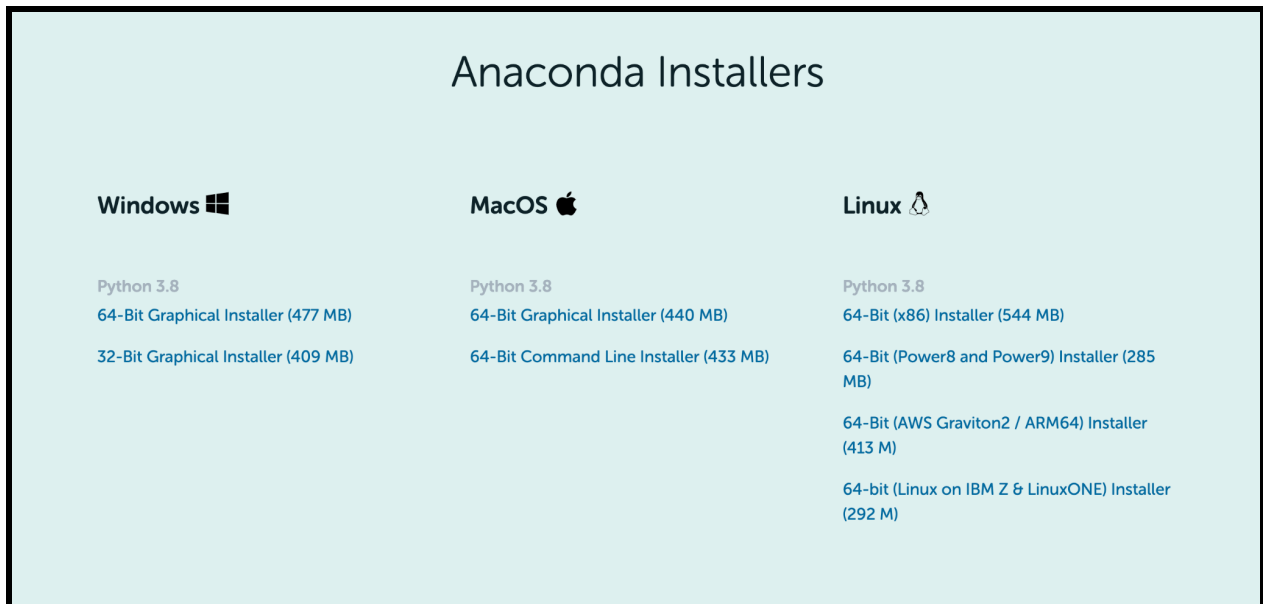 Anaconda Installers
Windows
Python 3.8
64-Bit Graphical Installer (477 MB)
32-Bit Graphical Installer (409 MB)
MacOS
Python 3.8
64-Bit Graphical Installer (440 MB)
64-Bit Command Line Installer (433 MB)
Linux
Python 3.8
64-Bit (x86) Installer (544 MB)
64-Bit (Power8 and Power9) Installer (285
MB)
64-Bit (AWS Graviton2 / ARM64) Installer
(413 M)
64-bit (Linux on IBM Z & LinuxONE) Installer
(292 M)